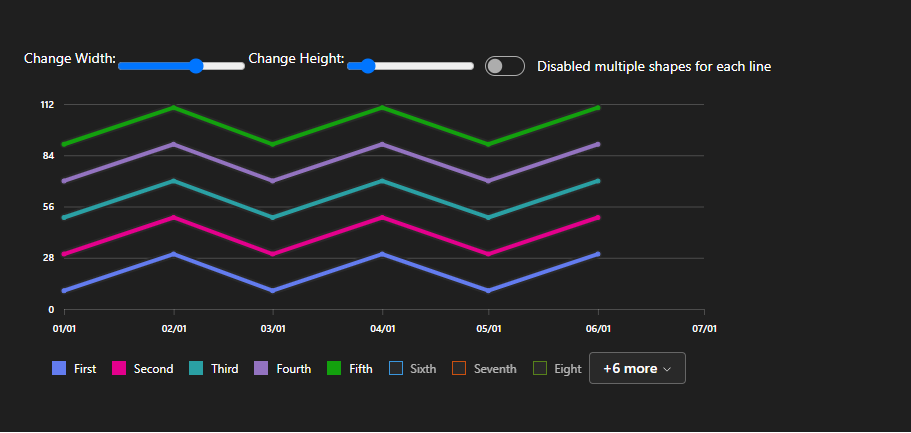 Change Width: Change Height: Disabled multiple shapes for each line
112
84
56
28
0
01/01 02/01 03/01 04/01 05/01 06/01 07/01
First Second Third Fourth Fifth Sixth Seventh Eight +6 more